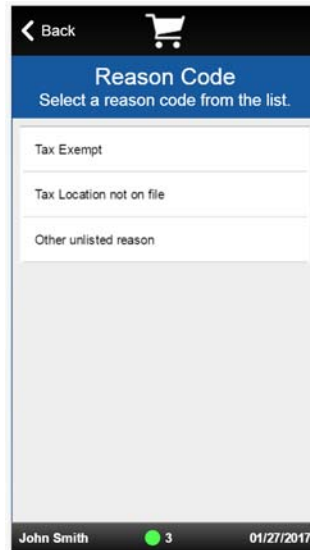 Back
Reason Code
Select a reason code from the list.
Tax Exempt
Tax Location not on file
Other unlisted reason
John Smith 3 01/27/2017